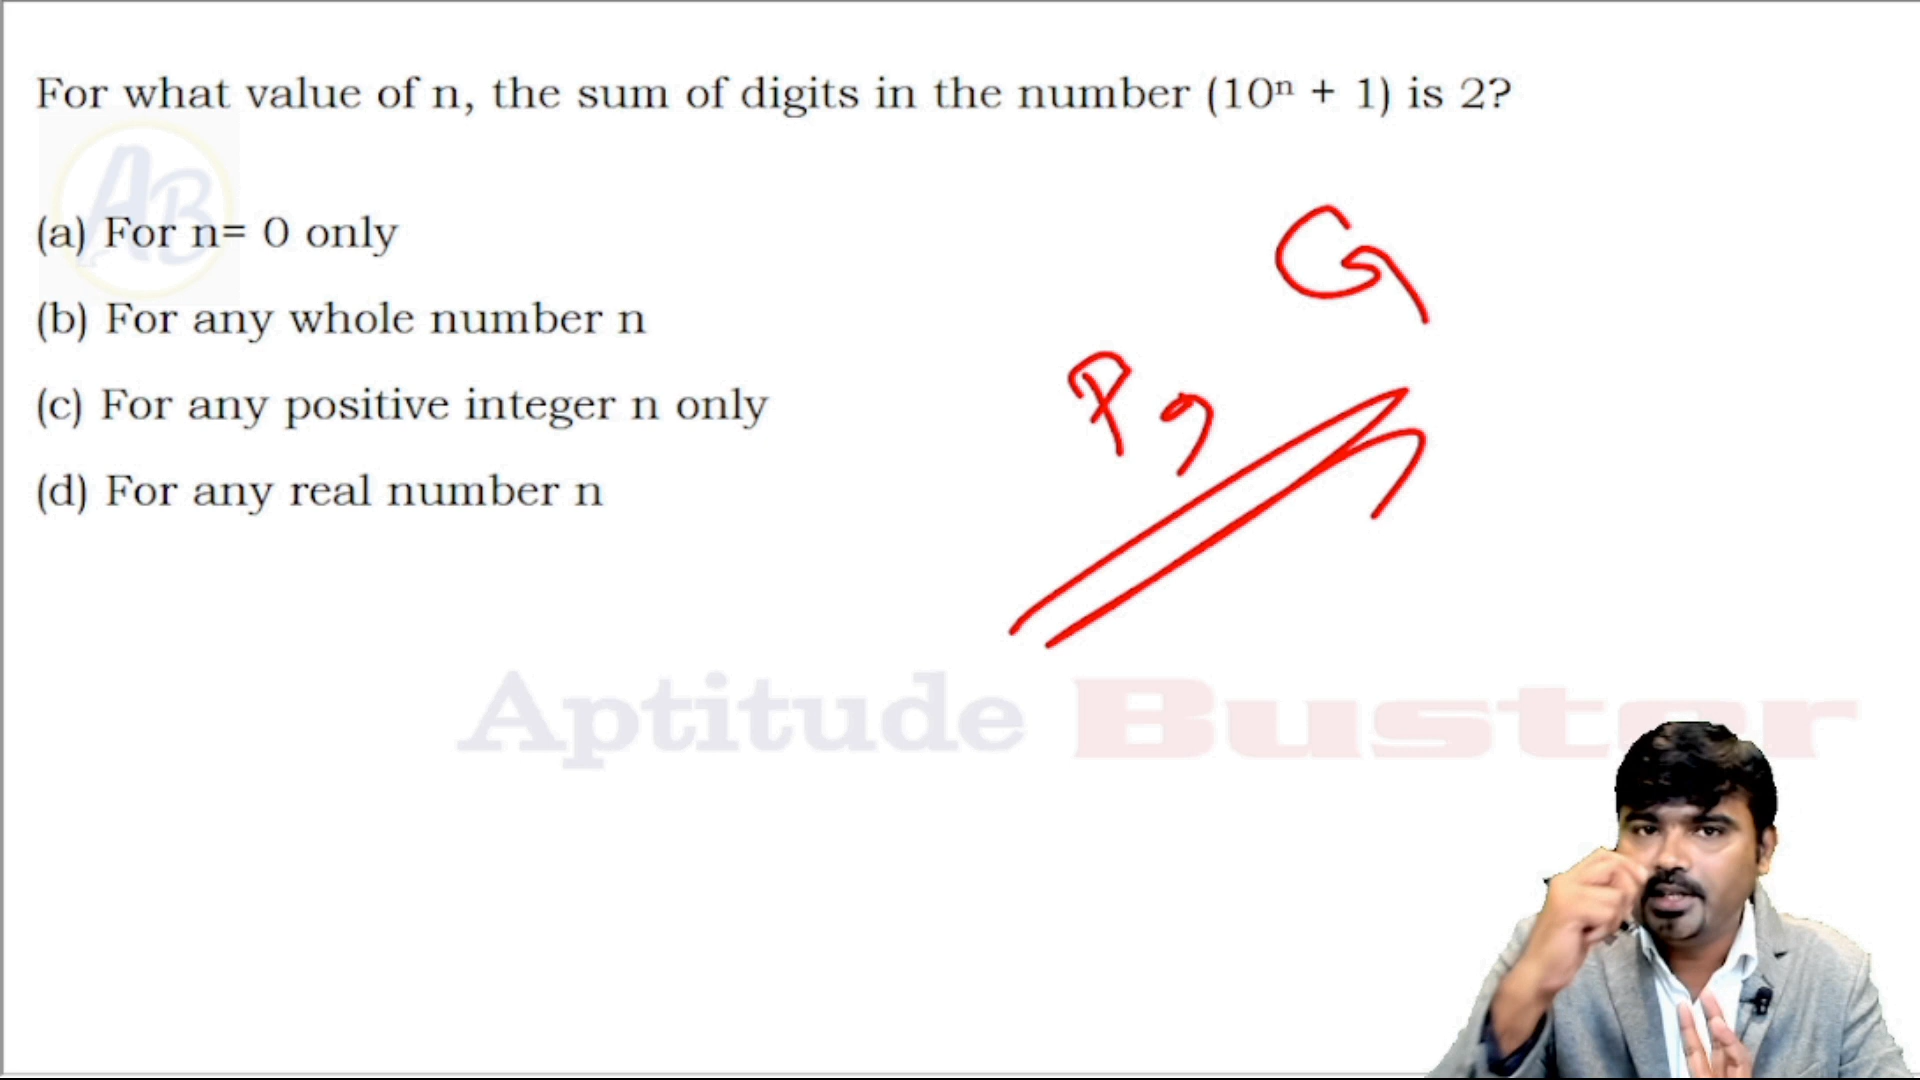 For what value of n, the sum of digits in the number (10ⁿ + 1) is 2?
AB
(a) For n= 0 only
(b) For any whole number n
(c) For any positive integer n only
(d) For any real number n
Aptitude Buster